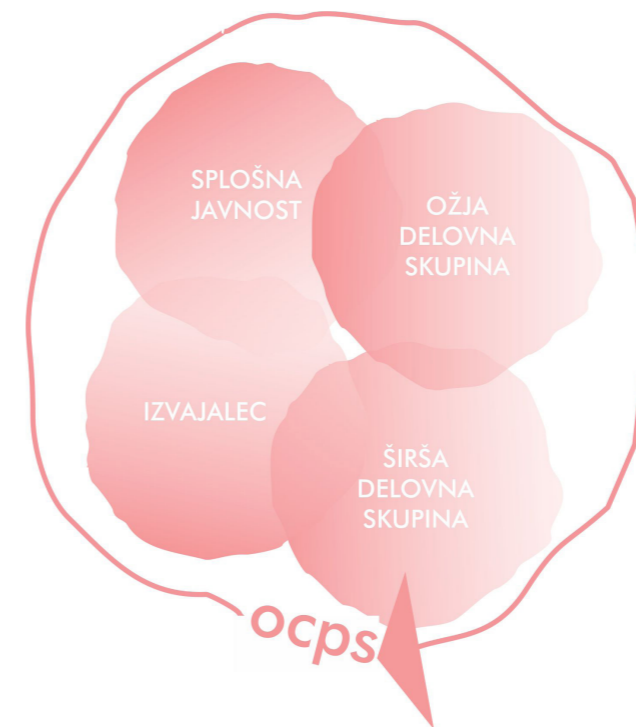 SPLOŠNA
JAVNOST
OŽJA
DELOVNA
SKUPINA
IZVAJALEC
ŠIRŠA
DELOVNA
SKUPINA
ocps